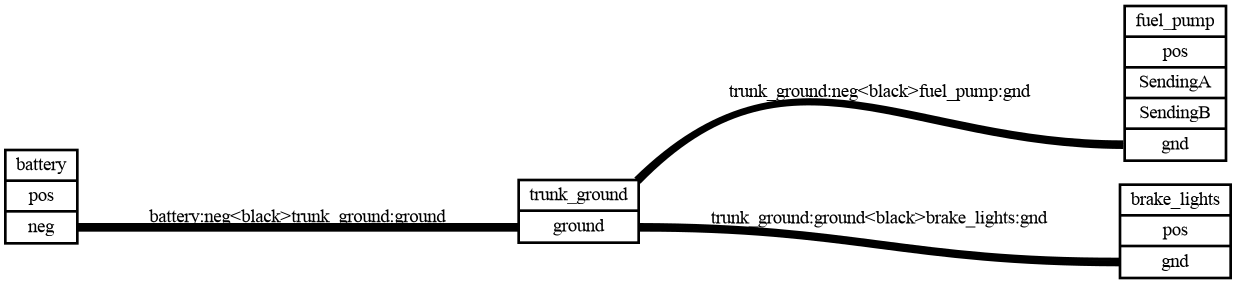 fuel_pump
pos
SendingA
SendingB
gnd
trunk_ground:neg<black>fuel_pump:gnd
battery
pos
neg
battery:neg<black>trunk_ground:ground
trunk_ground
ground
trunk_ground:ground<black>brake_lights:gnd
brake_lights
pos
gnd